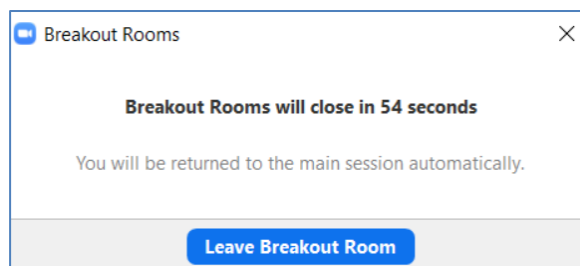 Breakout Rooms
Breakout Rooms will close in 54 seconds
You will be returned to the main session automatically.
Leave Breakout Room